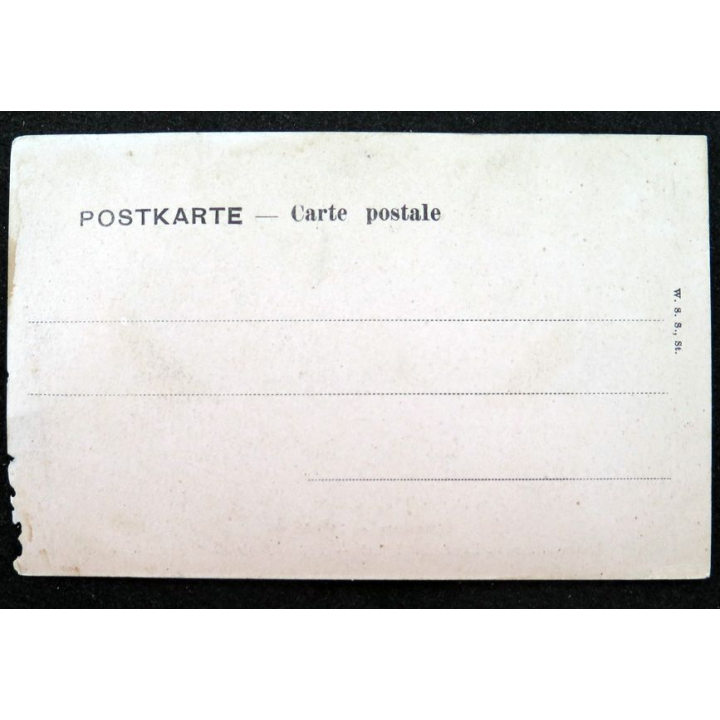 POSTKARTE — Carte postale
W. S. S., St.